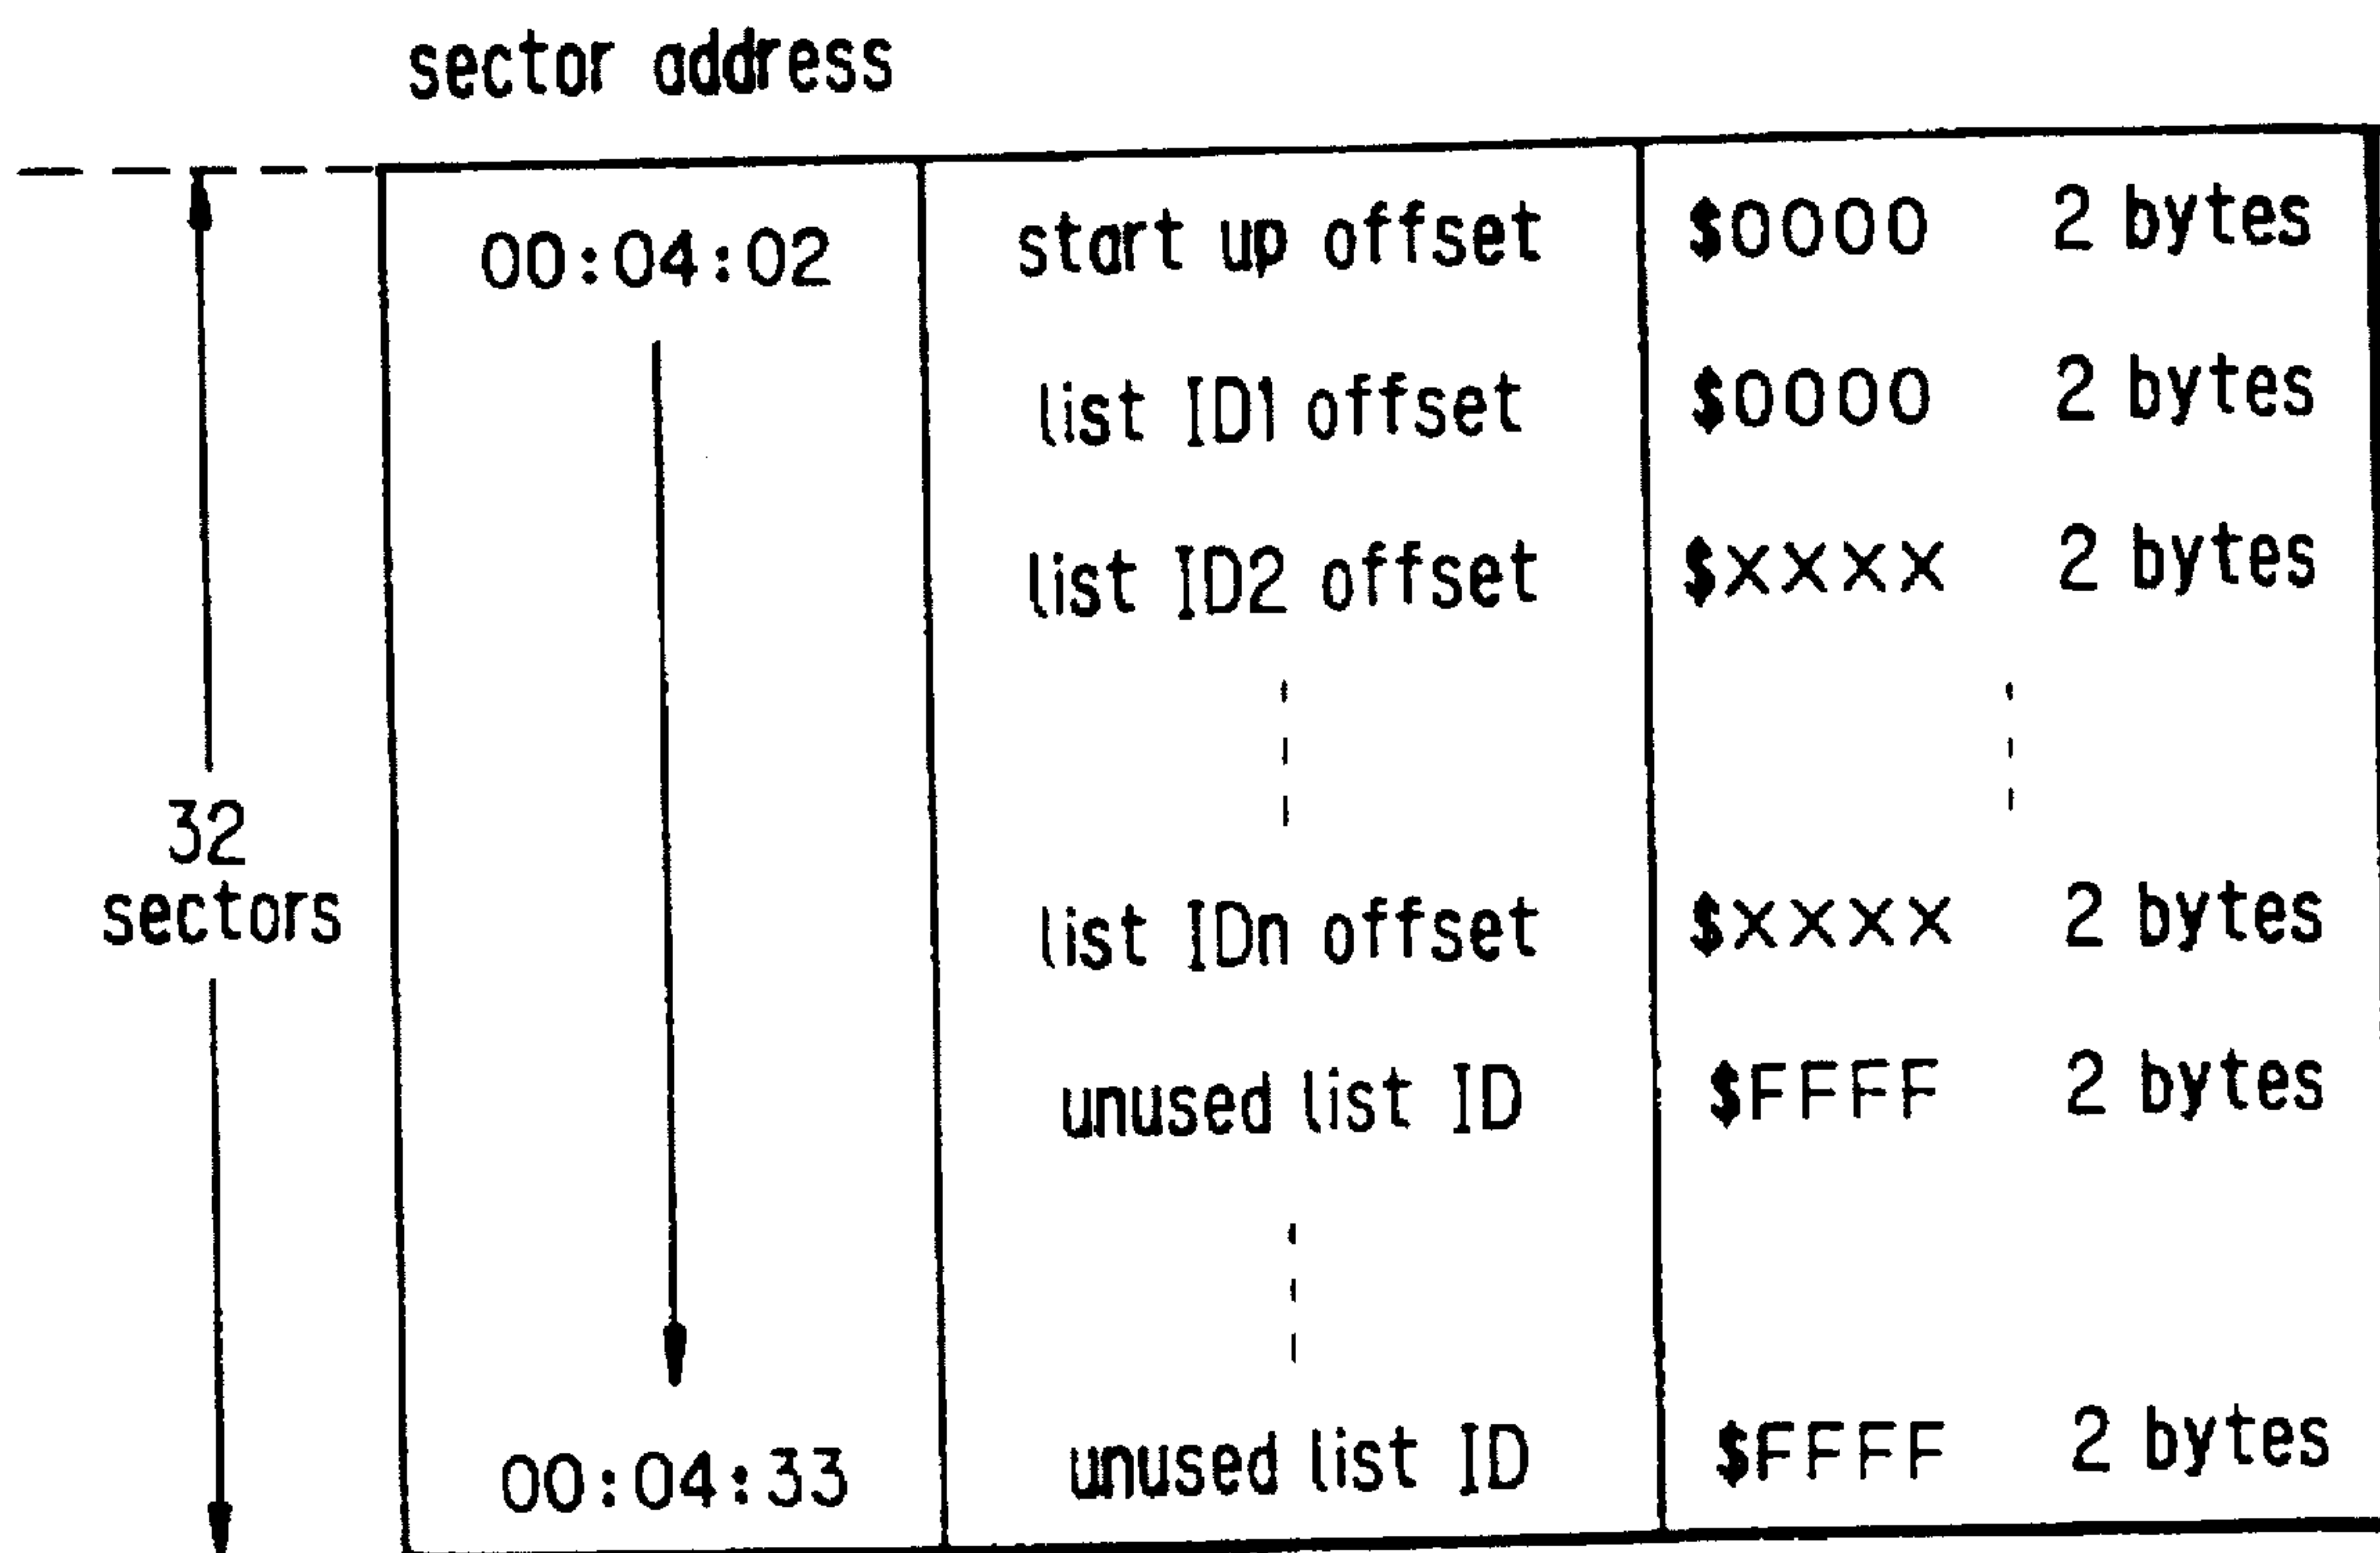 sector address
00:04:02 start up offset $0000 2 bytes
list ID1 offset $0000 2 bytes
list ID2 offset $XXXX 2 bytes
32
sectors
list IDn offset $XXXX 2 bytes
unused list ID $FFFF 2 bytes
00:04:33 unused list ID $FFFF 2 bytes